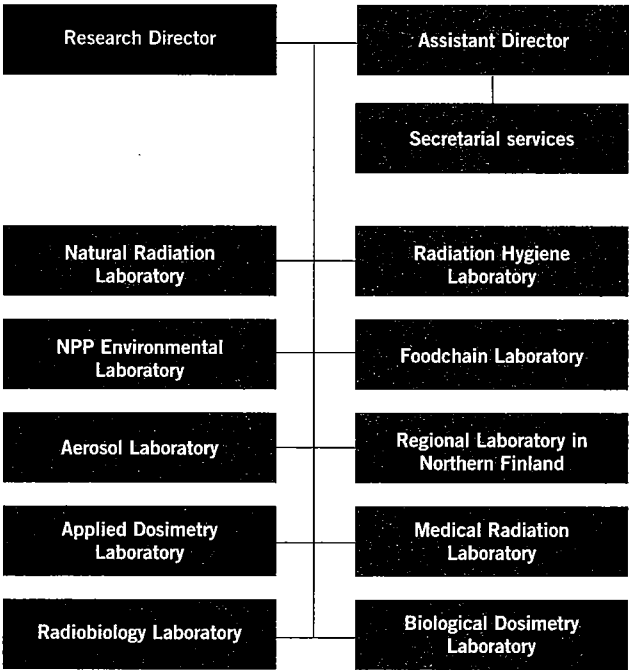 Research Director
Assistant Director
Secretarial services
Natural Radiation
Laboratory
Radiation Hygiene
Laboratory
NPP Environmental
Laboratory
Foodchain Laboratory
Aerosol Laboratory
Regional Laboratory in
Northern Finland
Applied Dosimetry
Laboratory
Medical Radiation
Laboratory
Radiobiology Laboratory
Biological Dosimetry
Laboratory